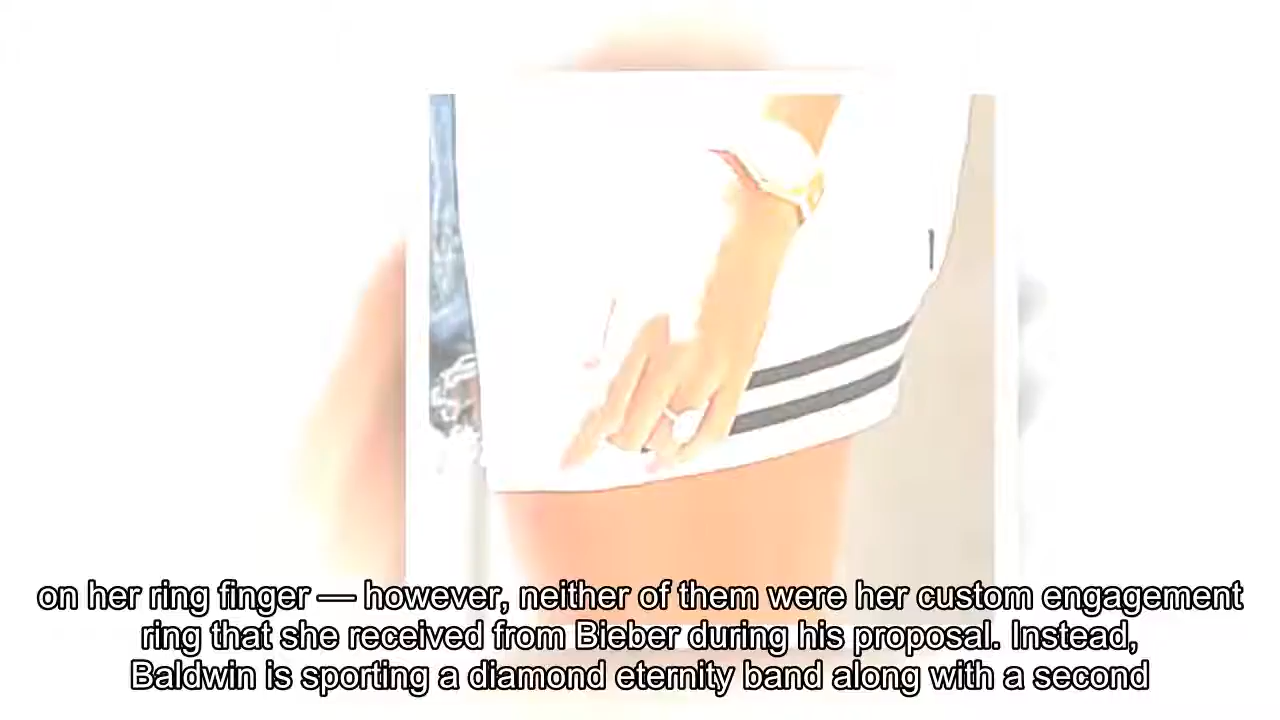 on her ring finger — however, neither of them were her custom engagement
ring that she received from Bieber during his proposal. Instead,
Baldwin is sporting a diamond eternity band along with a second